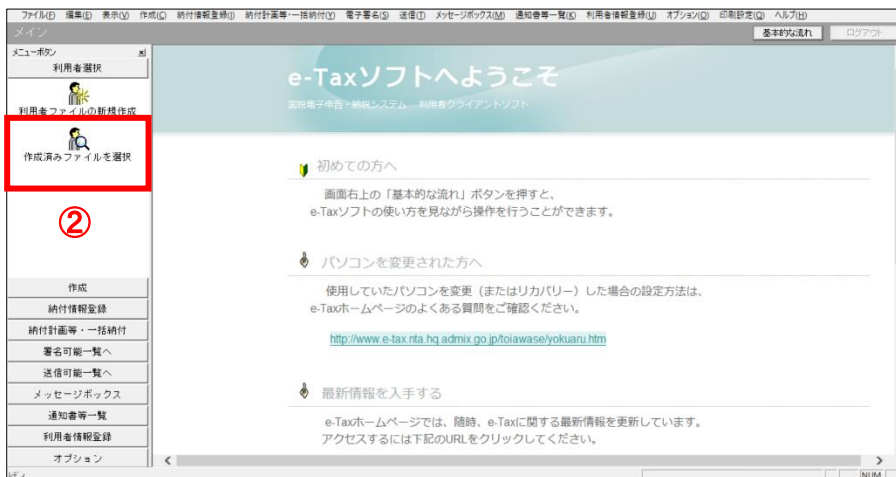 ファイル(F) 編集(E) 表示(V) 作成(C) 納付情報登録(I) 納付計画等・一括納付(Y) 電子署名(S) 送信(T) メッセージボックス(M) 通知書等一覧(K) 利用者情報登録(U) オプション(O) 印刷設定(Q) ヘルプ(H)
メイン 基本的な流れ ログアウト
メニューボタン
利用者選択
利用者ファイルの新規作成
作成済みファイルを選択
②
作成
納付情報登録
納付計画等・一括納付
署名可能一覧へ
送信可能一覧へ
メッセージボックス
通知書等一覧
利用者情報登録
オプション
e-Taxソフトへようこそ
国税電子申告・納税システム 利用者クライアントソフト
初めての方へ
画面右上の「基本的な流れ」ボタンを押すと、
e-Taxソフトの使い方を見ながら操作を行うことができます。
パソコンを変更された方へ
使用していたパソコンを変更（またはリカバリー）した場合の設定方法は、
e-Taxホームページのよくある質問をご確認ください。
http://www.e-tax.nta.hq.admix.go.jp/toiawase/yokuaru.htm
最新情報を入手する
e-Taxホームページでは、随時、e-Taxに関する最新情報を更新しています。
アクセスするには下記のURLをクリックしてください。
NUM